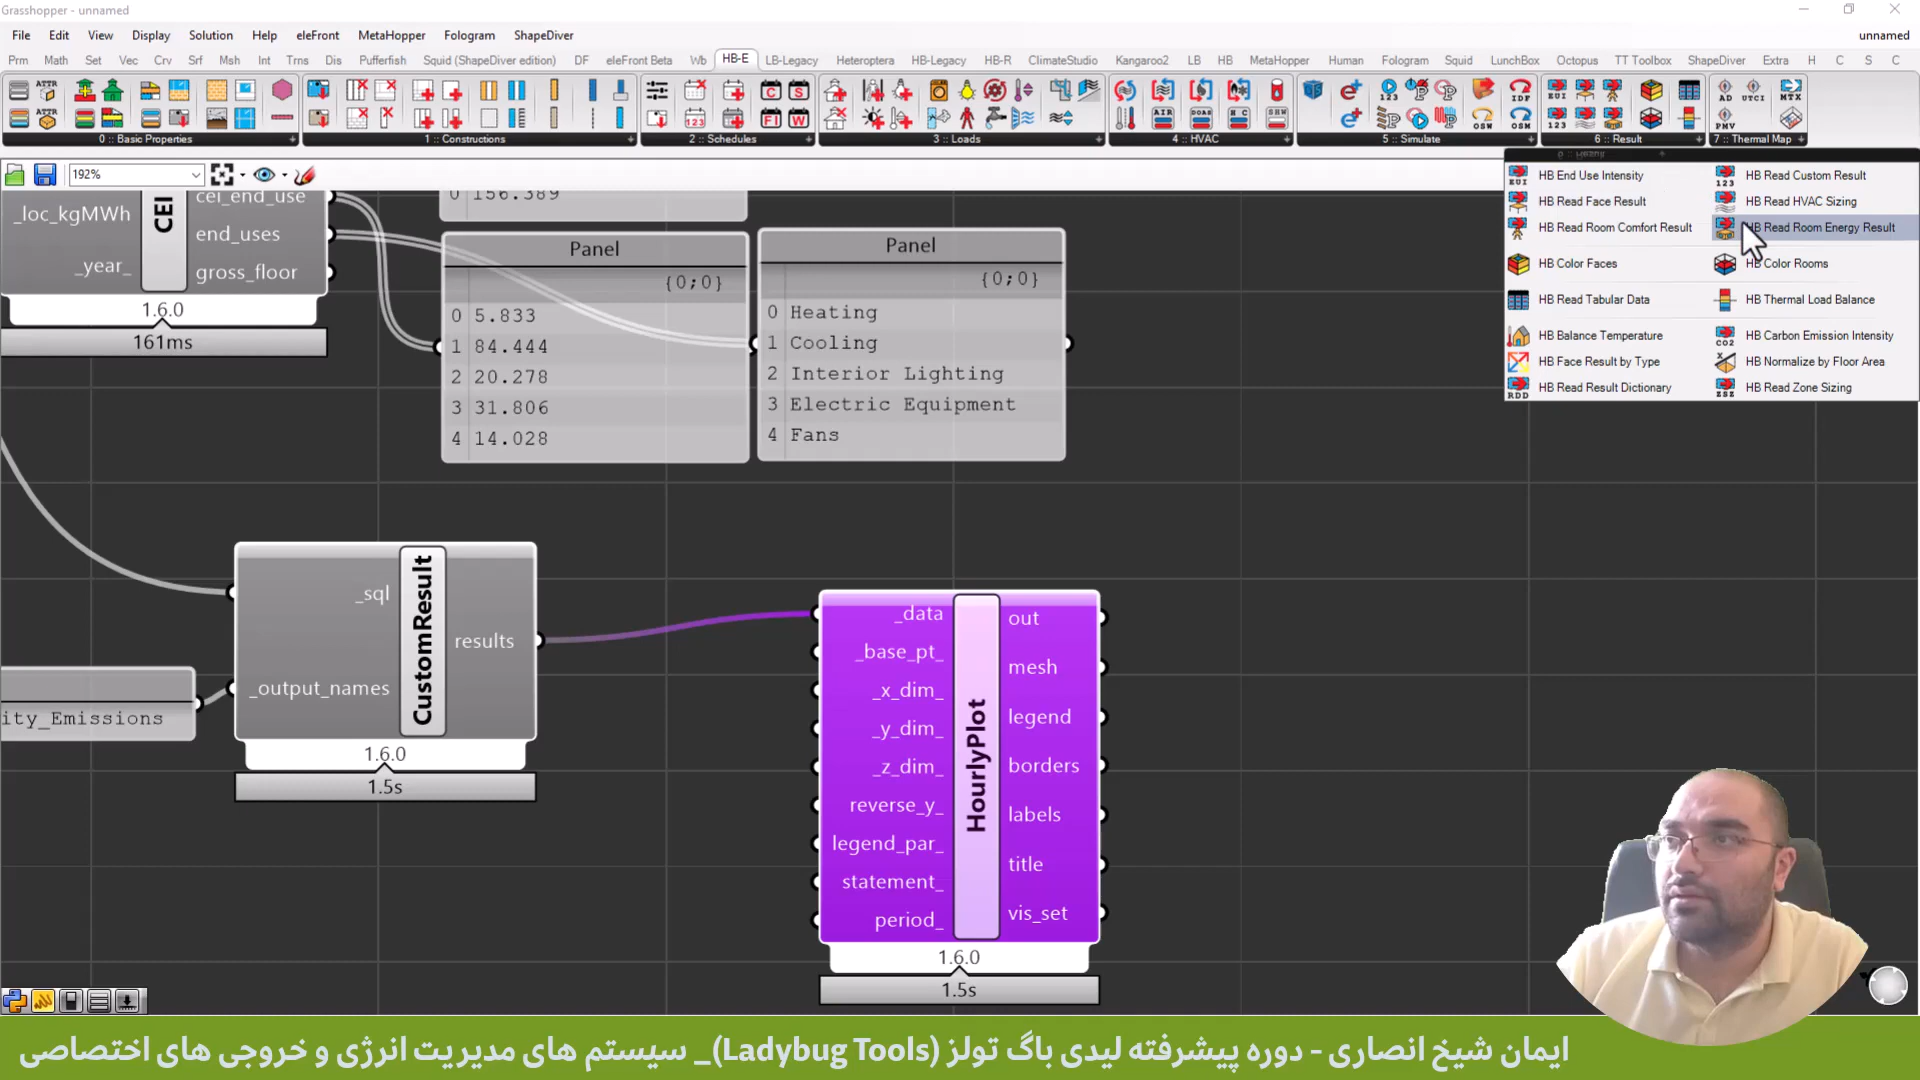 Grasshopper - unnamed
File Edit View Display Solution Help eleFront MetaHopper Fologram ShapeDiver unnamed
Prm Math Set Vec Crv Srf Msh Int Trns Dis Pufferfish Squid (ShapeDiver edition) DF eleFront Beta Wb HB-E LB-Legacy Heteroptera HB-Legacy HB-R ClimateStudio Kangaroo2 LB HB MetaHopper Human Fologram Squid LunchBox Octopus TT Toolbox ShapeDiver Extra H C S C
0 :: Basic Properties 1 :: Constructions 2 :: Schedules 3 :: Loads 4 :: HVAC 5 :: Simulate 6 :: Result 7 :: Thermal Map
192%
HB End Use Intensity HB Read Custom Result
HB Read Face Result HB Read HVAC Sizing
HB Read Room Comfort Result HB Read Room Energy Result
HB Color Faces HB Color Rooms
HB Read Tabular Data HB Thermal Load Balance
HB Balance Temperature HB Carbon Emission Intensity
HB Face Result by Type HB Normalize by Floor Area
HB Read Result Dictionary HB Read Zone Sizing
_loc_kgMWh
_year_
CEI
cei_end_use
end_uses
gross_floor
1.6.0
161ms
0 156.389
Panel
{0;0}
0 5.833
1 84.444
2 20.278
3 31.806
4 14.028
Panel
{0;0}
0 Heating
1 Cooling
2 Interior Lighting
3 Electric Equipment
4 Fans
ity_Emissions
_sql
_output_names
CustomResult
results
1.6.0
1.5s
_data
_base_pt_
_x_dim_
_y_dim_
_z_dim_
reverse_y_
legend_par_
statement_
period_
HourlyPlot
out
mesh
legend
borders
labels
title
vis_set
1.6.0
1.5s
ایمان شیخ انصاری - دوره پیشرفته لیدی باگ تولز (Ladybug Tools)_ سیستم های مدیریت انرژی و خروجی های اختصاصی